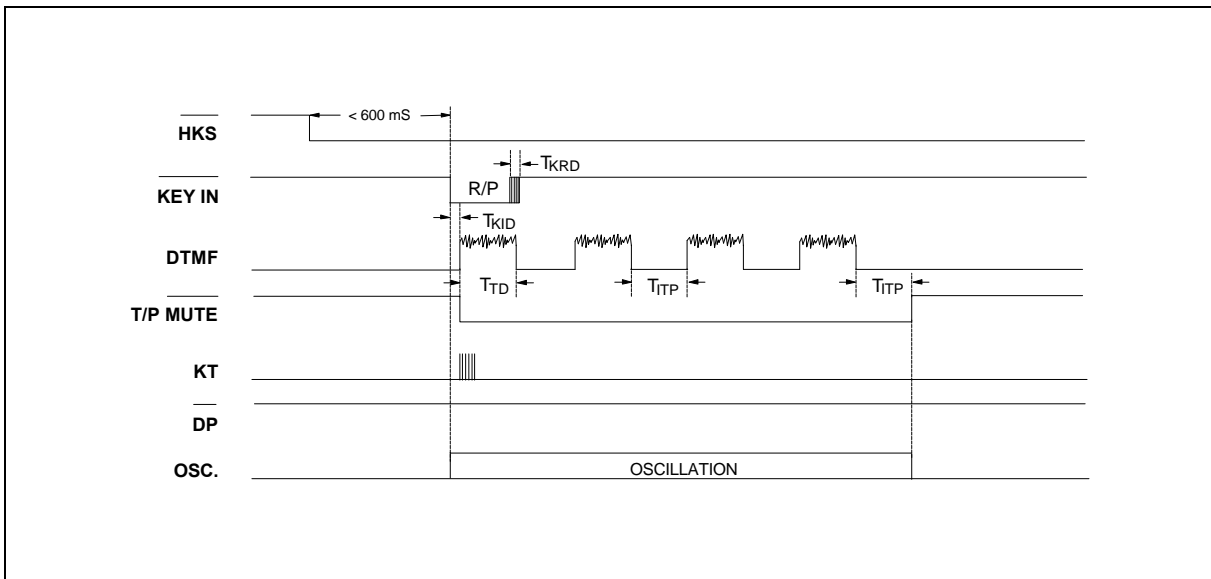 < 600 mS
HKS
TKRD
KEY IN
R/P
TKID
DTMF
TTD
TITP
TITP
T/P MUTE
KT
DP
OSC.
OSCILLATION